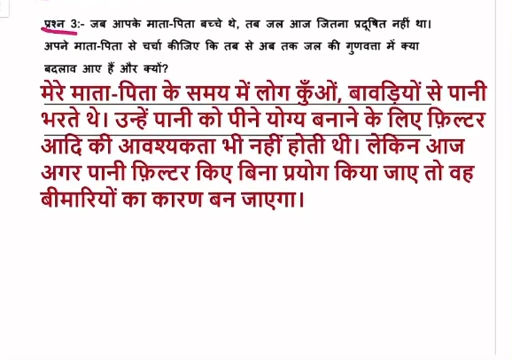 प्रश्न 3:- जब आपके माता-पिता बच्चे थे, तब जल आज जितना प्रदूषित नहीं था।
अपने माता-पिता से चर्चा कीजिए कि तब से अब तक जल की गुणवत्ता में क्या
बदलाव आए हैं और क्यों?
मेरे माता-पिता के समय में लोग कुँओं, बावड़ियों से पानी
भरते थे। उन्हें पानी को पीने योग्य बनाने के लिए फ़िल्टर
आदि की आवश्यकता भी नहीं होती थी। लेकिन आज
अगर पानी फ़िल्टर किए बिना प्रयोग किया जाए तो वह
बीमारियों का कारण बन जाएगा।